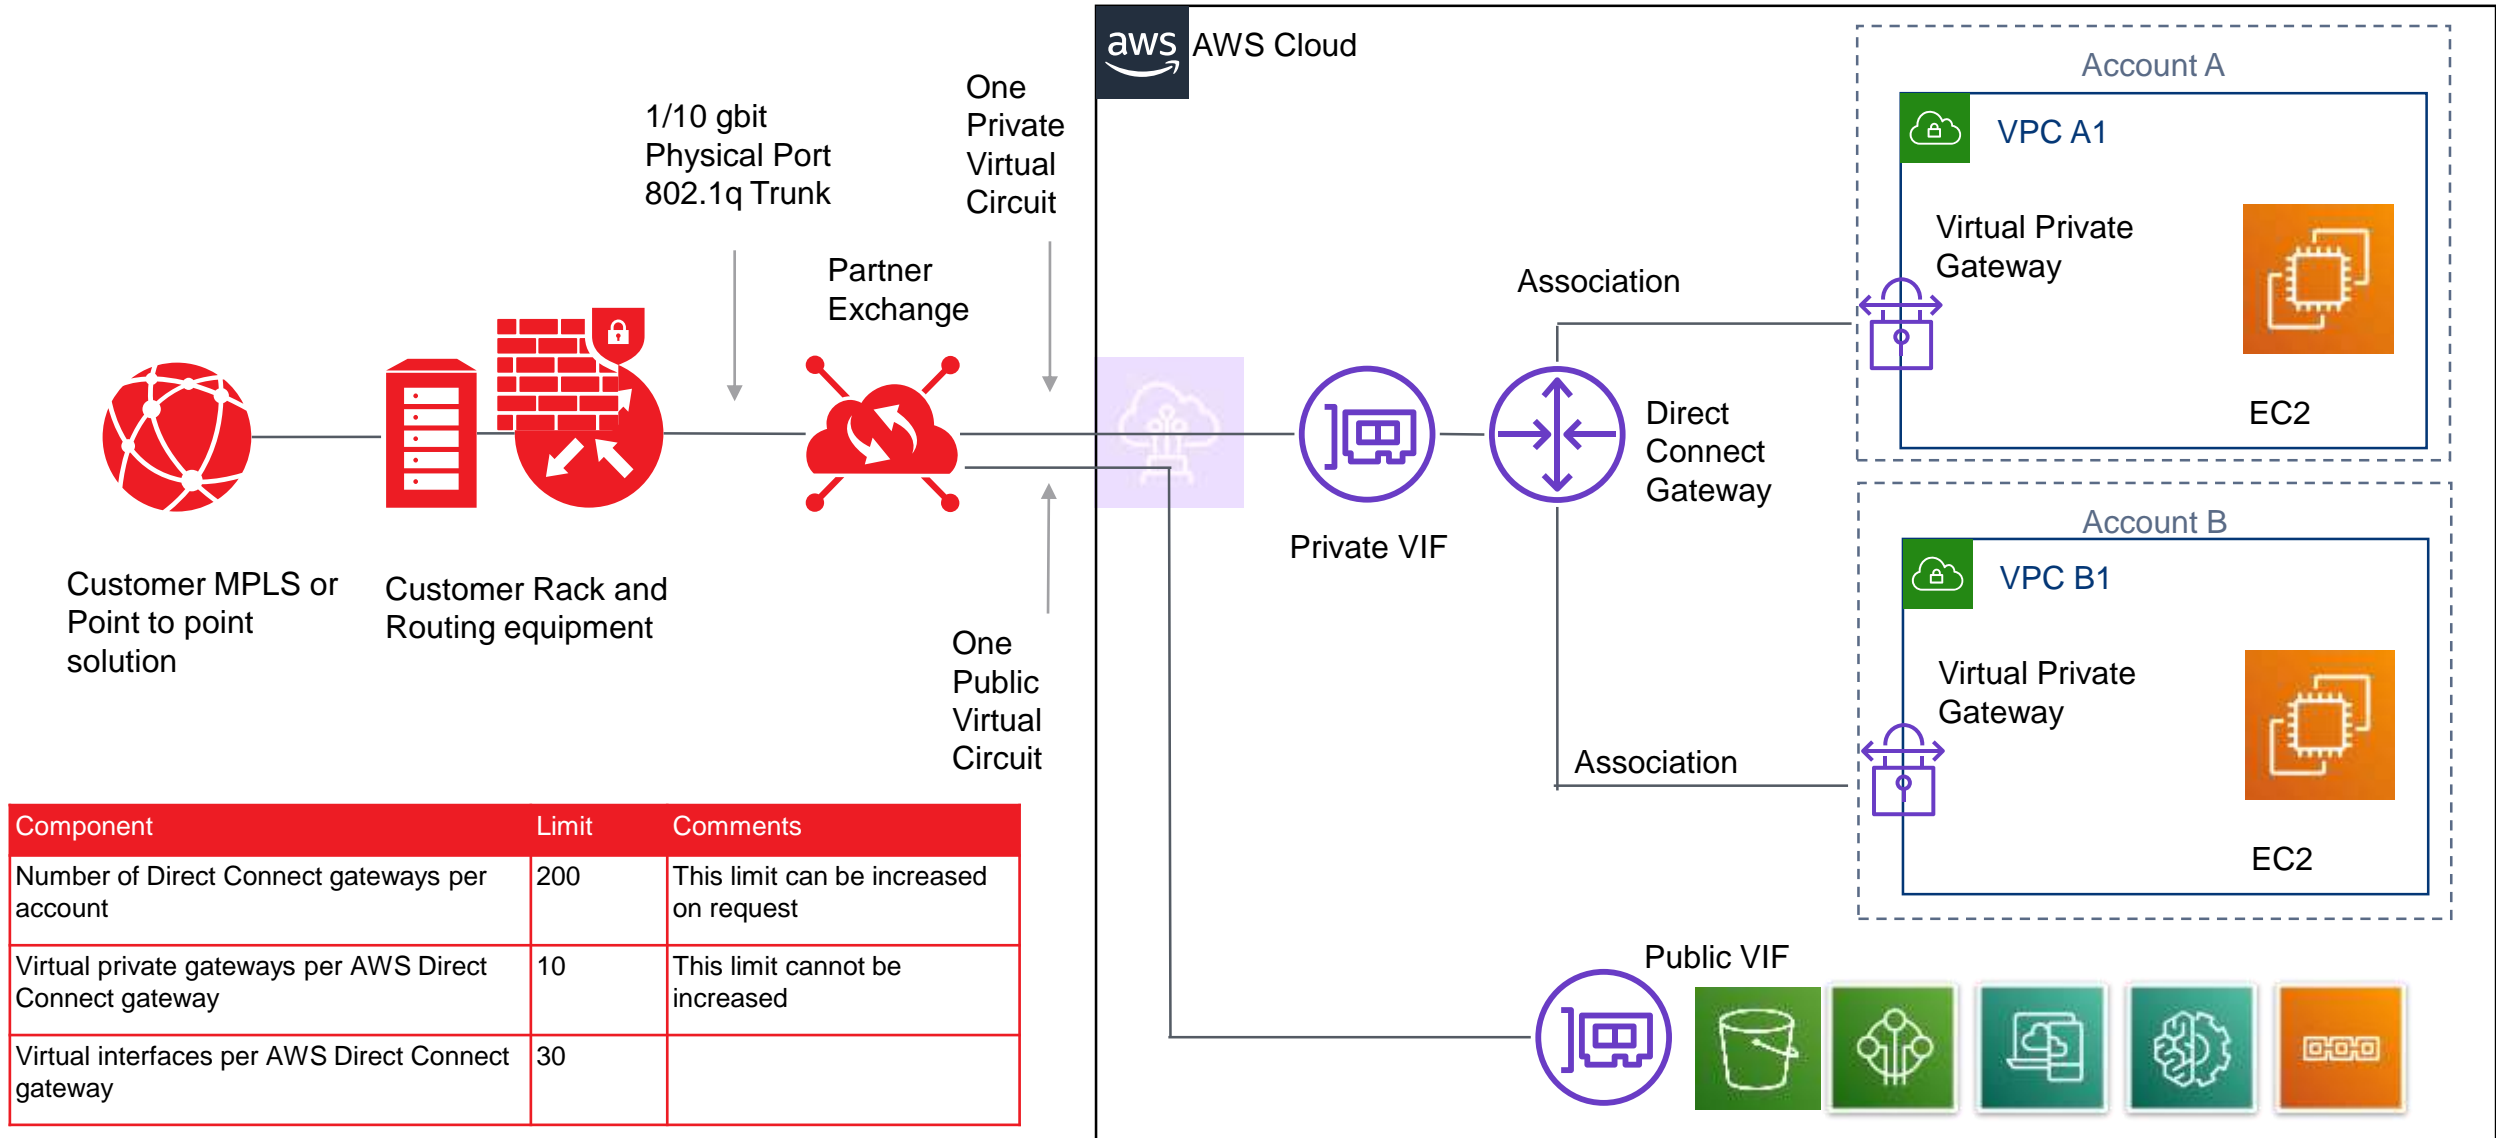 aws
AWS Cloud
Account A
VPC A1
Virtual Private
Gateway
EC2
1/10 gbit
Physical Port
802.1q Trunk
One
Private
Virtual
Circuit
Partner
Exchange
Association
Direct
Connect
Gateway
Private VIF
Customer MPLS or
Point to point
solution
Customer Rack and
Routing equipment
One
Public
Virtual
Circuit
Account B
VPC B1
Virtual Private
Gateway
EC2
Association
Public VIF
Component Limit Comments
Number of Direct Connect gateways per
account
200
This limit can be increased
on request
Virtual private gateways per AWS Direct
Connect gateway
10
This limit cannot be
increased
Virtual interfaces per AWS Direct Connect
gateway
30